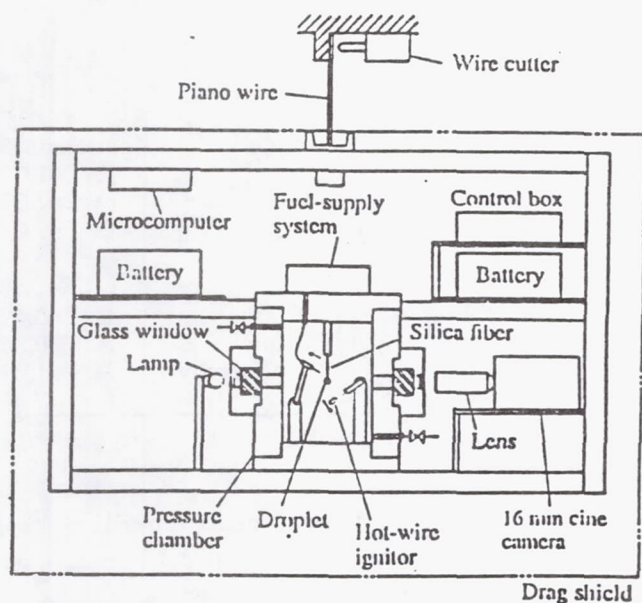 Wire cutter
Piano wire
Microcomputer
Fuel-supply
system
Control box
Battery
Battery
Glass window
Silica fiber
Lamp
Lens
Pressure
chamber
Droplet
Hot-wire
ignitor
16 mm cine
camera
Drag shield